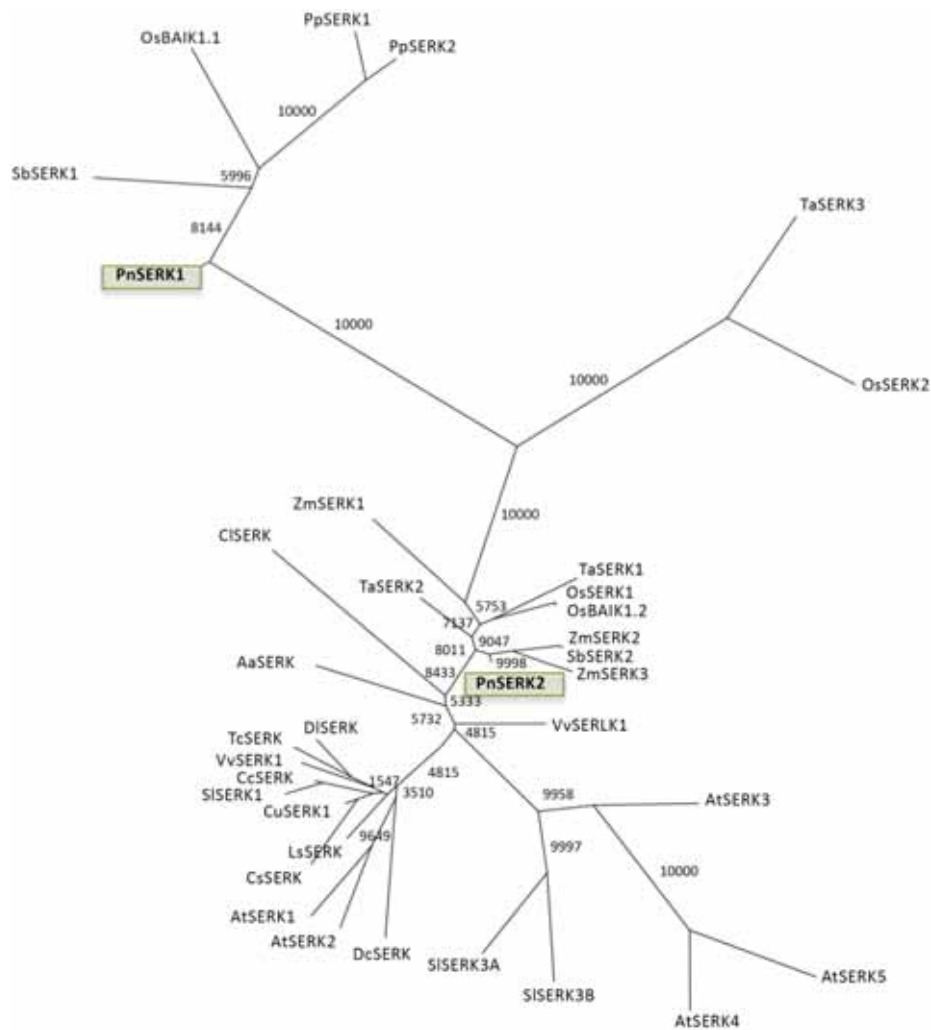 PpSERK1
OsBAIK1.1
PpSERK2
10000
SbSERK1
5996
TaSERK3
8144
PnSERK1
10000
10000
OsSERK2
ZmSERK1
10000
ClSERK
TaSERK1
TaSERK2
OsSERK1
5753
OsBAIK1.2
7137
ZmSERK2
9047
8011
SbSERK2
AaSERK
9998
8433
ZmSERK3
PnSERK2
5333
5732
VvSERLK1
DlSERK
4815
TcSERK
VvSERK1
4815
CcSERK
1547
SlSERK1
3510
9958
AtSERK3
CuSERK1
9649
9997
LsSERK
10000
CsSERK
AtSERK1
AtSERK2
DcSERK
SlSERK3A
AtSERK5
SlSERK3B
AtSERK4